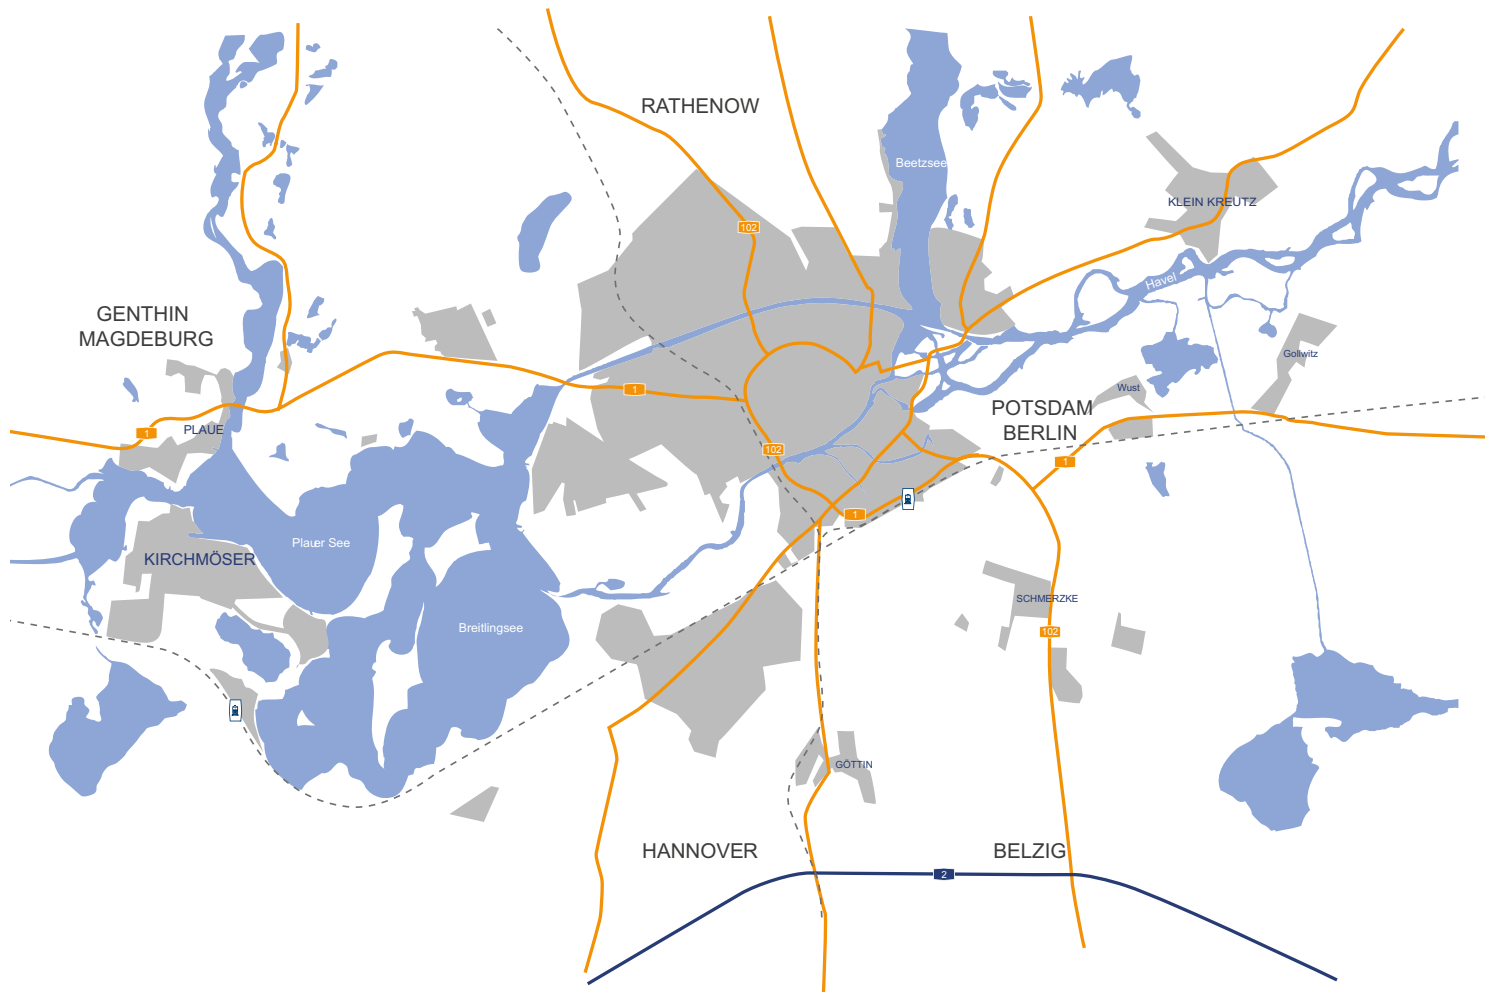 RATHENOW
Beetzsee
KLEIN KREUTZ
102
Havel
GENTHIN
MAGDEBURG
Gollwitz
1
Wust
POTSDAM
BERLIN
1
PLAUE
102
1
1
Plauer See
KIRCHMÖSER
SCHMERZKE
Breitlingsee
102
GÖTTIN
HANNOVER
BELZIG
2